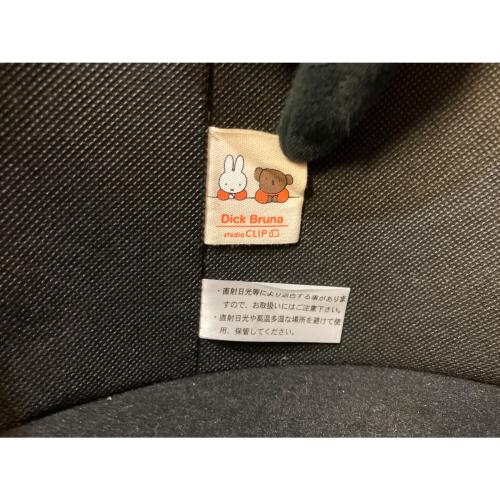 Dick Bruna
studio CLIP
・直射日光等により退色する事がありま
すので、お取扱いにはご注意下さい。
・直射日光や高温多湿な場所を避けて使
用、保管してください。